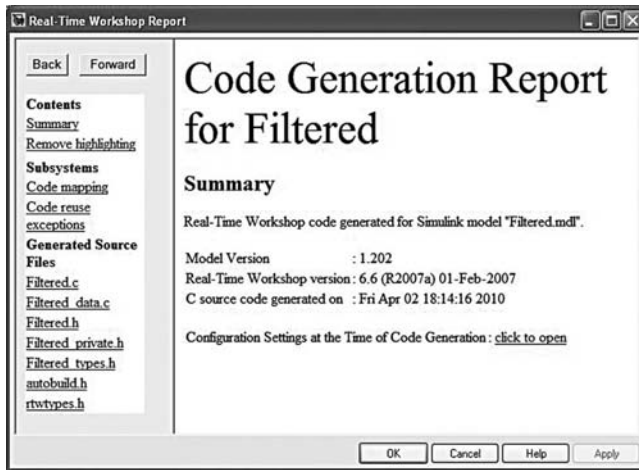 Real-Time Workshop Report
Back
Forward
Contents
Summary
Remove highlighting
Subsystems
Code mapping
Code reuse
exceptions
Generated Source
Files
Filtered.c
Filtered_data.c
Filtered.h
Filtered_private.h
Filtered_types.h
autobuild.h
rtwtypes.h
Code Generation Report
for Filtered
Summary
Real-Time Workshop code generated for Simulink model "Filtered.mdl".
Model Version : 1.202
Real-Time Workshop version : 6.6 (R2007a) 01-Feb-2007
C source code generated on : Fri Apr 02 18:14:16 2010
Configuration Settings at the Time of Code Generation : click to open
OK
Cancel
Help
Apply